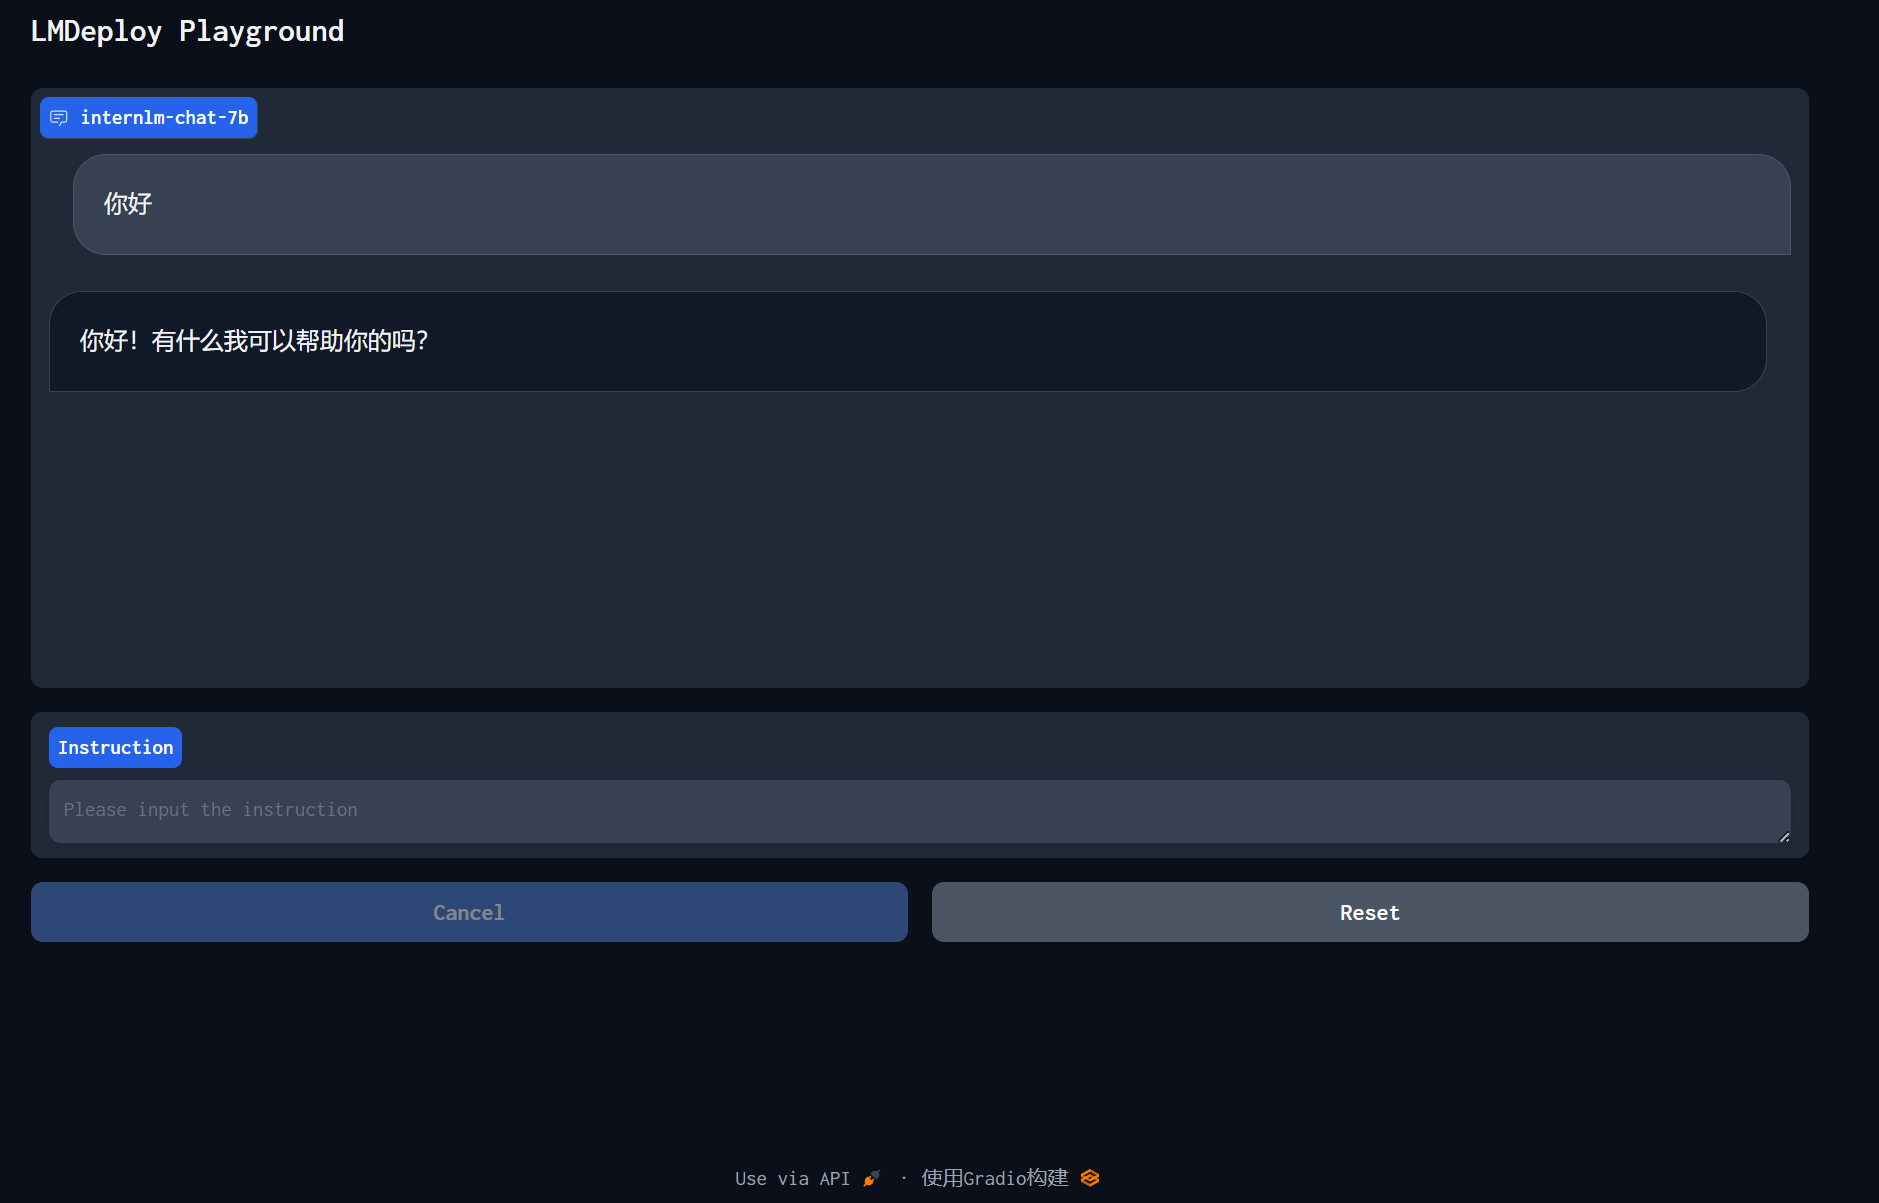 LMDeploy Playground
internlm-chat-7b
你好
你好！有什么我可以帮助你的吗？
Instruction
Please input the instruction
Cancel
Reset
Use via API · 使用Gradio构建